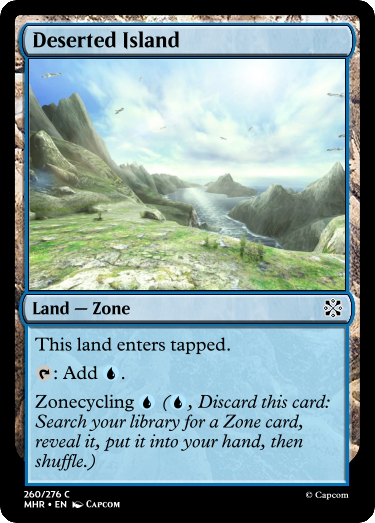 Deserted Island
Land — Zone
This land enters tapped.
: Add .
Zonecycling (, Discard this card:
Search your library for a Zone card,
reveal it, put it into your hand, then
shuffle.)
260/276 C
MHR • EN CAPCOM
© Capcom